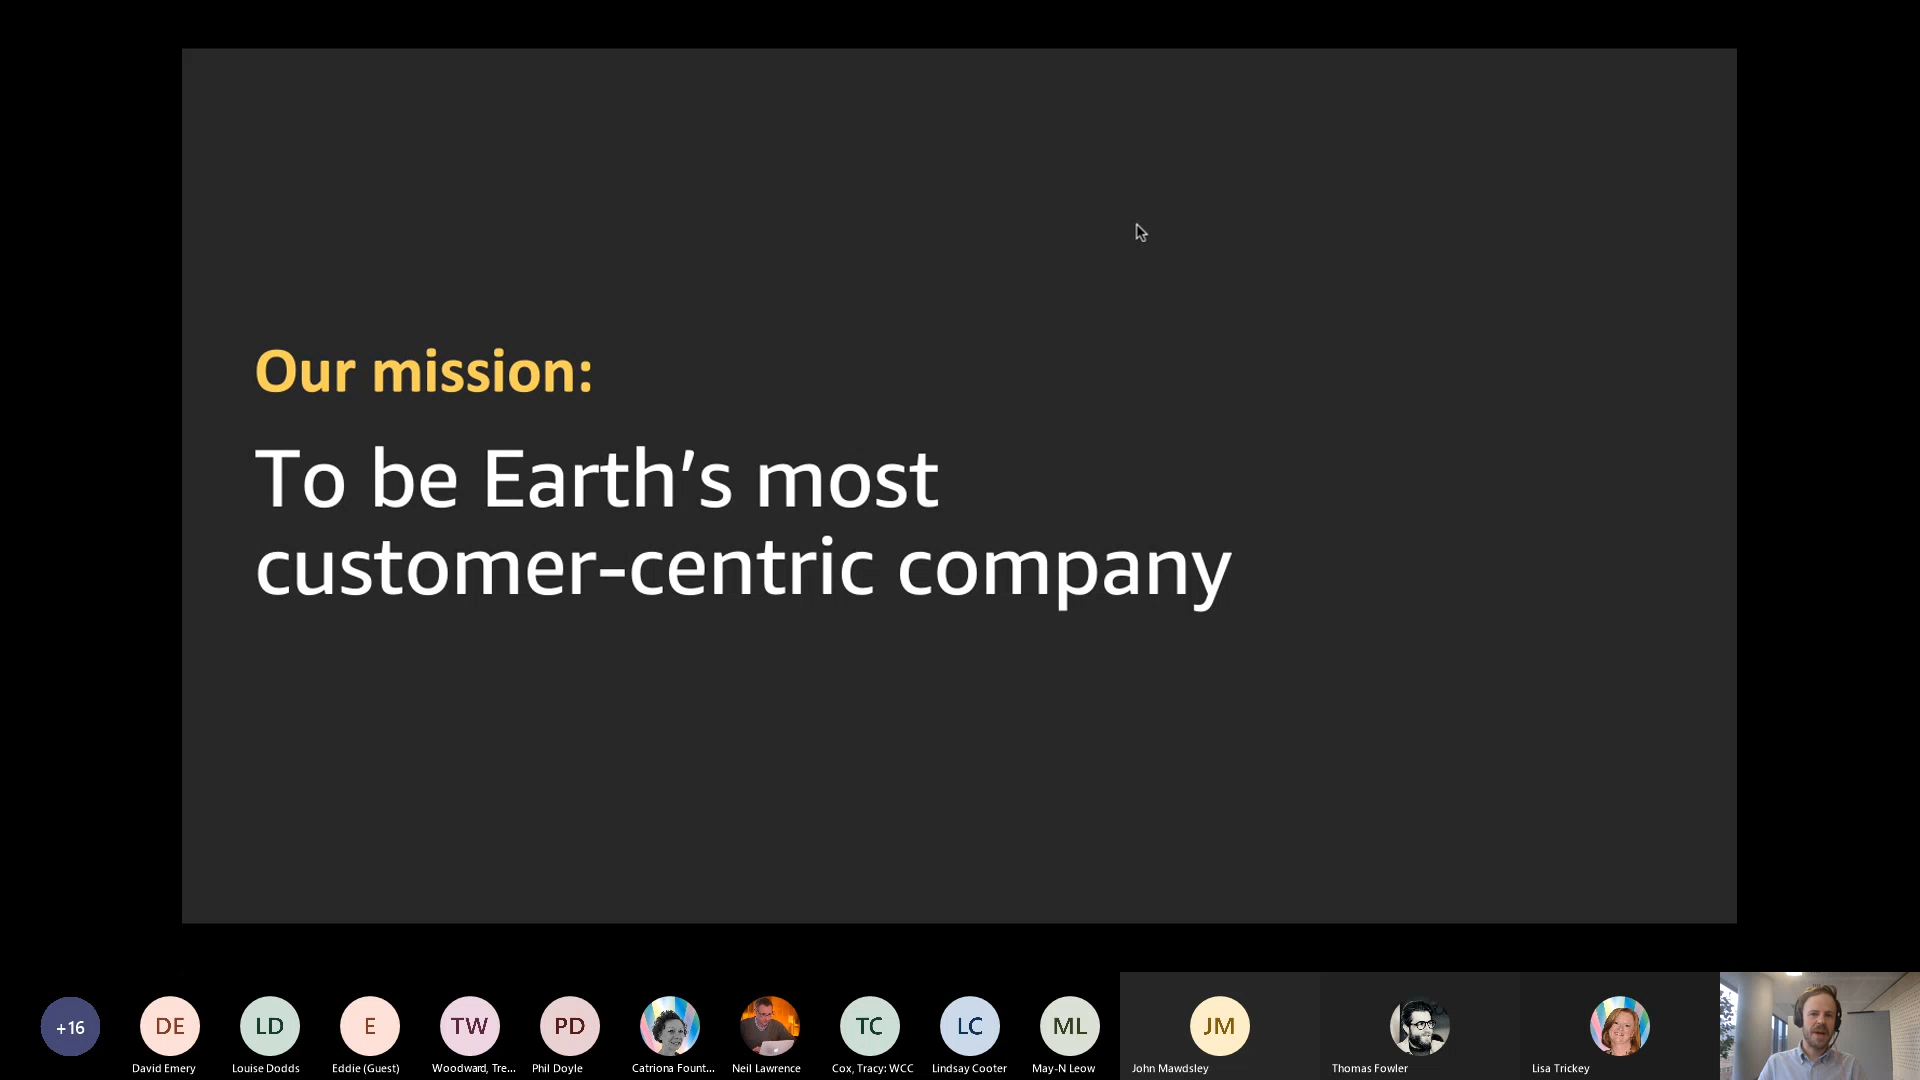 Our mission:
To be Earth’s most
customer-centric company
+16
DE
LD
E
TW
PD
TC
LC
ML
JM
David Emery
Louise Dodds
Eddie (Guest)
Woodward, Tre...
Phil Doyle
Catriona Fount...
Neil Lawrence
Cox, Tracy: WCC
Lindsay Cooter
May-N Leow
John Mawdsley
Thomas Fowler
Lisa Trickey